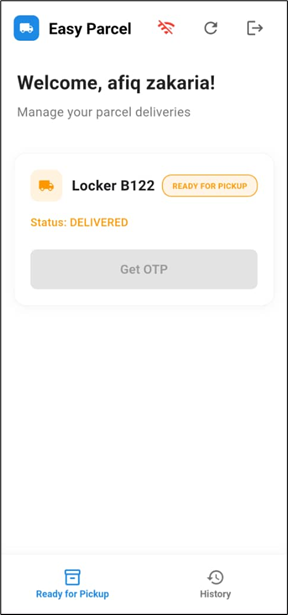 Easy Parcel
Welcome, afiq zakaria!
Manage your parcel deliveries
Locker B122 READY FOR PICKUP
Status: DELIVERED
Get OTP
Ready for Pickup History